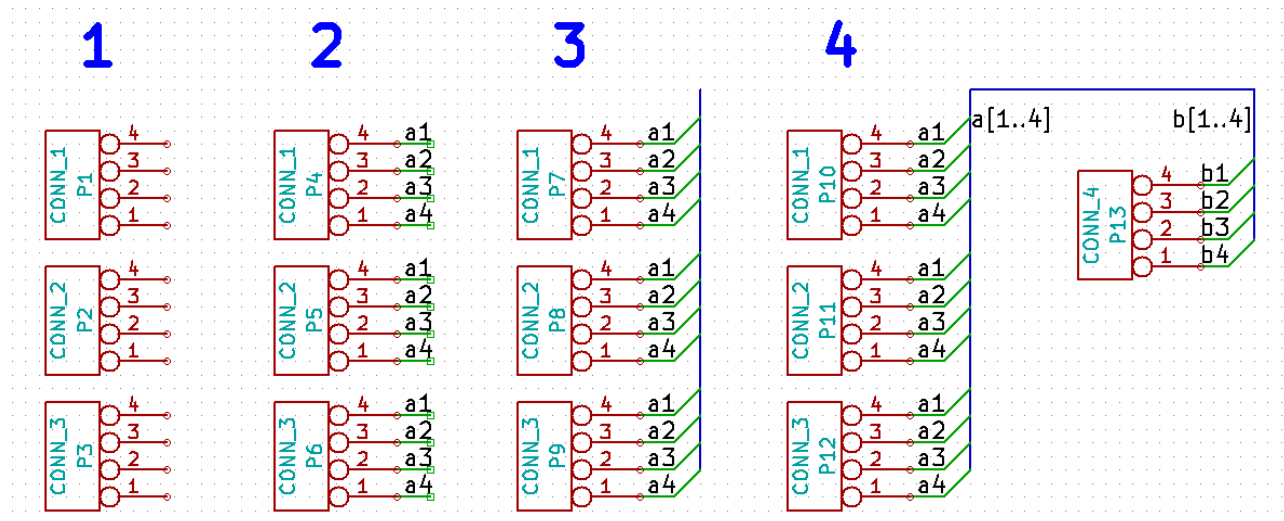 1 2 3 4
a[1..4] b[1..4]
CONN_1
P1
4
3
2
1
CONN_1
P4
4 a1
3 a2
2 a3
1 a4
CONN_1
P7
4 a1
3 a2
2 a3
1 a4
CONN_1
P10
4 a1
3 a2
2 a3
1 a4
CONN_4
P13
4 b1
3 b2
2 b3
1 b4
CONN_2
P2
4
3
2
1
CONN_2
P5
4 a1
3 a2
2 a3
1 a4
CONN_2
P8
4 a1
3 a2
2 a3
1 a4
CONN_2
P11
4 a1
3 a2
2 a3
1 a4
CONN_3
P3
4
3
2
1
CONN_3
P6
4 a1
3 a2
2 a3
1 a4
CONN_3
P9
4 a1
3 a2
2 a3
1 a4
CONN_3
P12
4 a1
3 a2
2 a3
1 a4